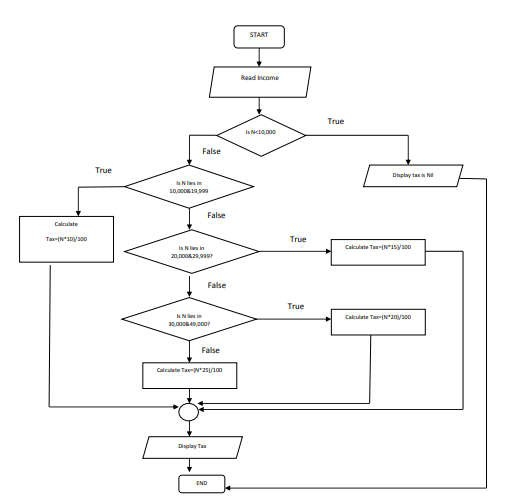 START
Read Income
Is N<10,000
True
False
Display tax is Nil
True
Is N lies in
10,000&19,999
False
Calculate
Tax=(N*10)/100
Is N lies in
20,000&29,999?
True
Calculate Tax=(N*15)/100
False
Is N lies in
30,000&49,000?
True
Calculate Tax=(N*20)/100
False
Calculate Tax=(N*25)/100
Display Tax
END